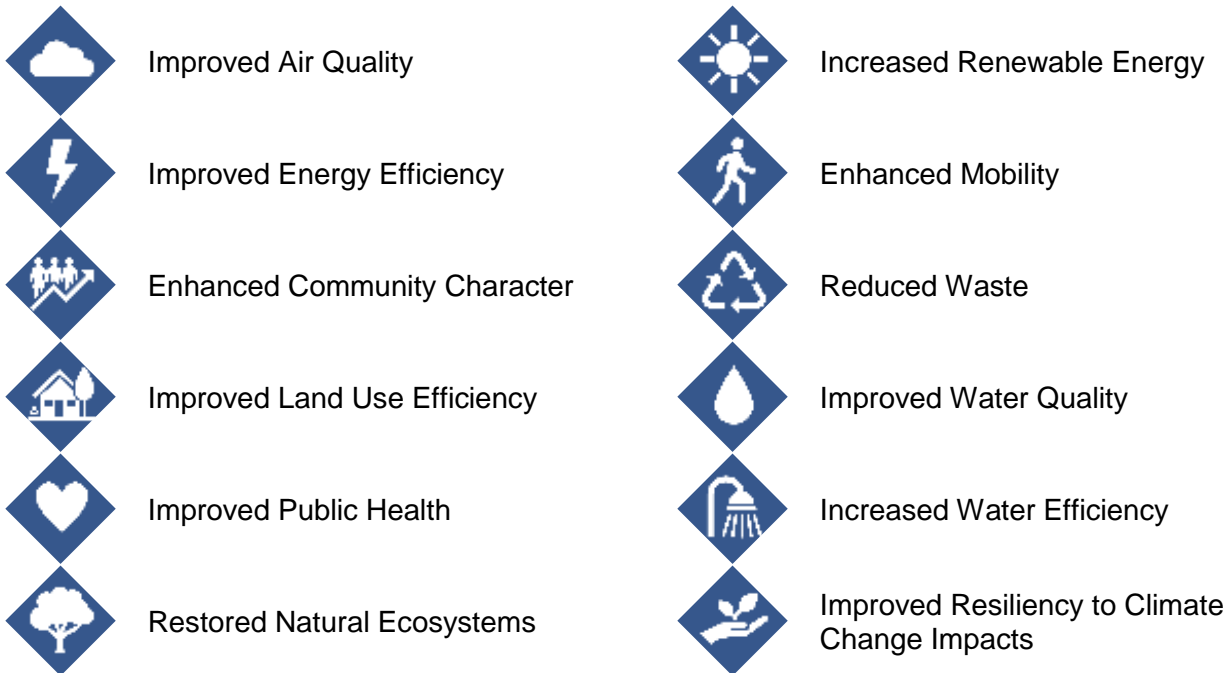 Improved Air Quality
Improved Energy Efficiency
Enhanced Community Character
Improved Land Use Efficiency
Improved Public Health
Restored Natural Ecosystems
Increased Renewable Energy
Enhanced Mobility
Reduced Waste
Improved Water Quality
Increased Water Efficiency
Improved Resiliency to Climate
Change Impacts